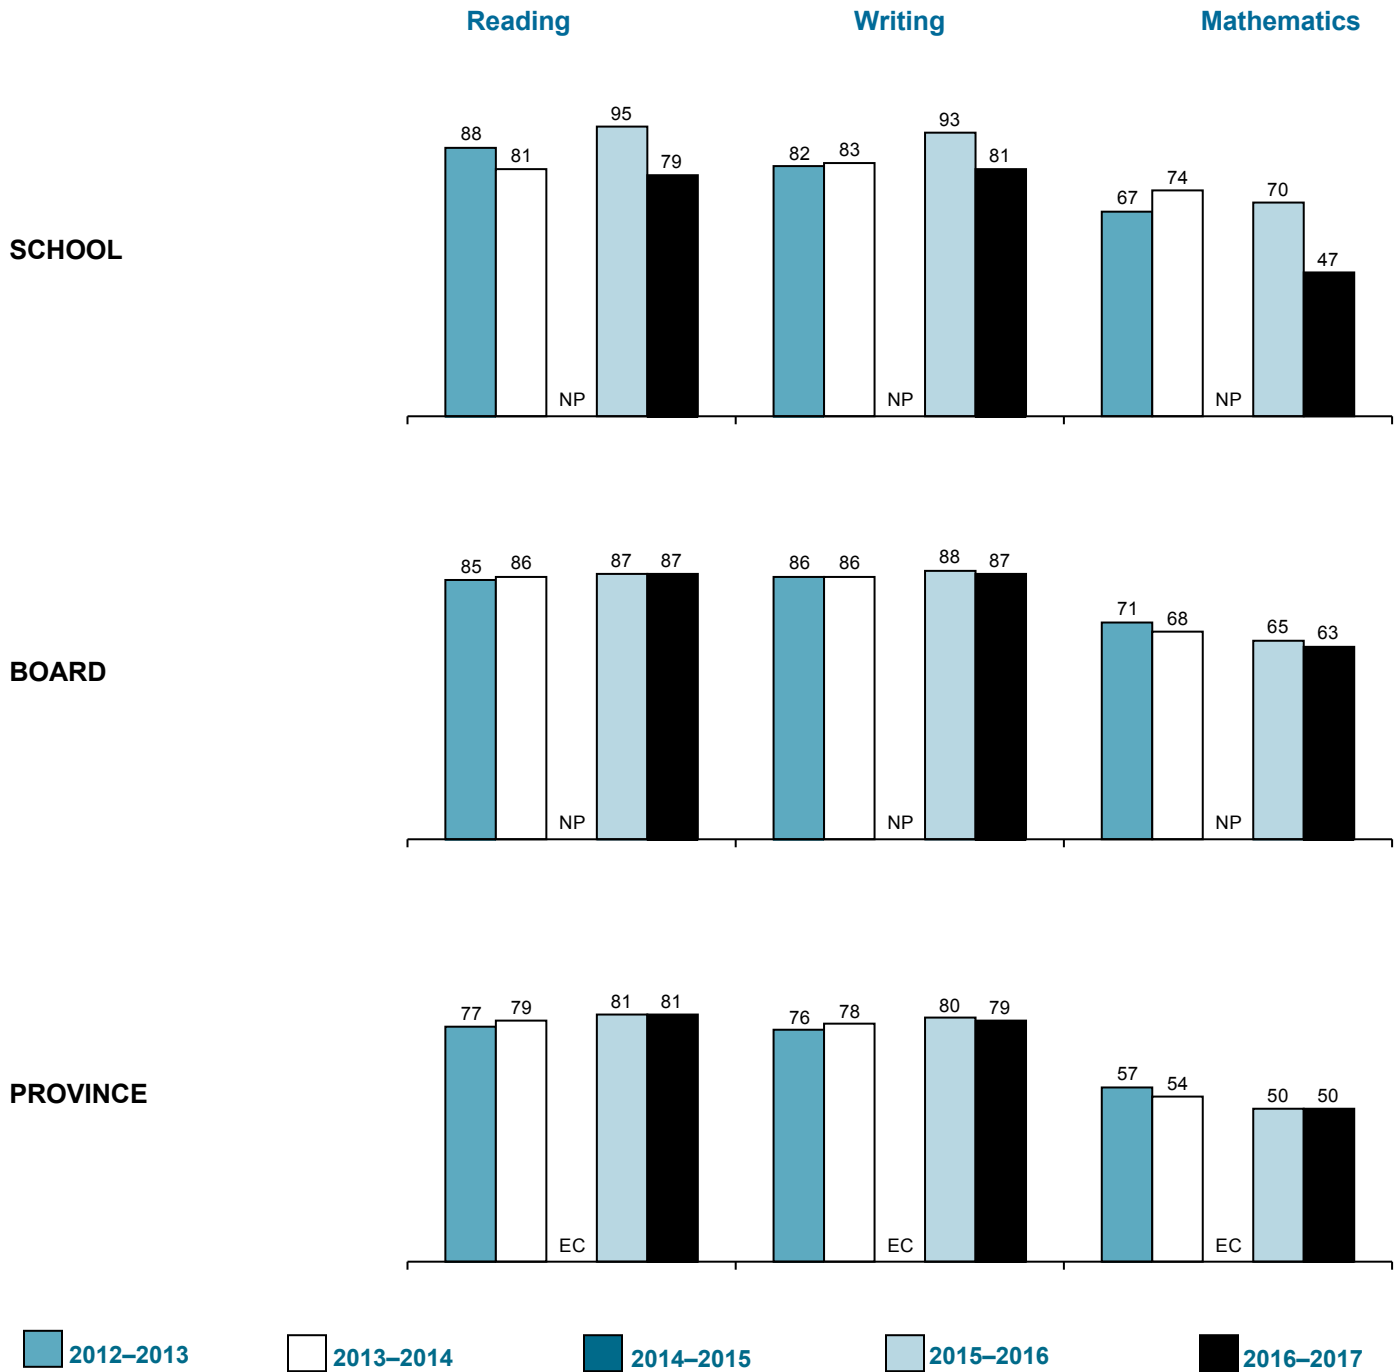 Reading Writing Mathematics
SCHOOL
88 81 NP 95 79 82 83 NP 93 81 67 74 NP 70 47
BOARD
85 86 NP 87 87 86 86 NP 88 87 71 68 NP 65 63
PROVINCE
77 79 EC 81 81 76 78 EC 80 79 57 54 EC 50 50
2012–2013 2013–2014 2014–2015 2015–2016 2016–2017